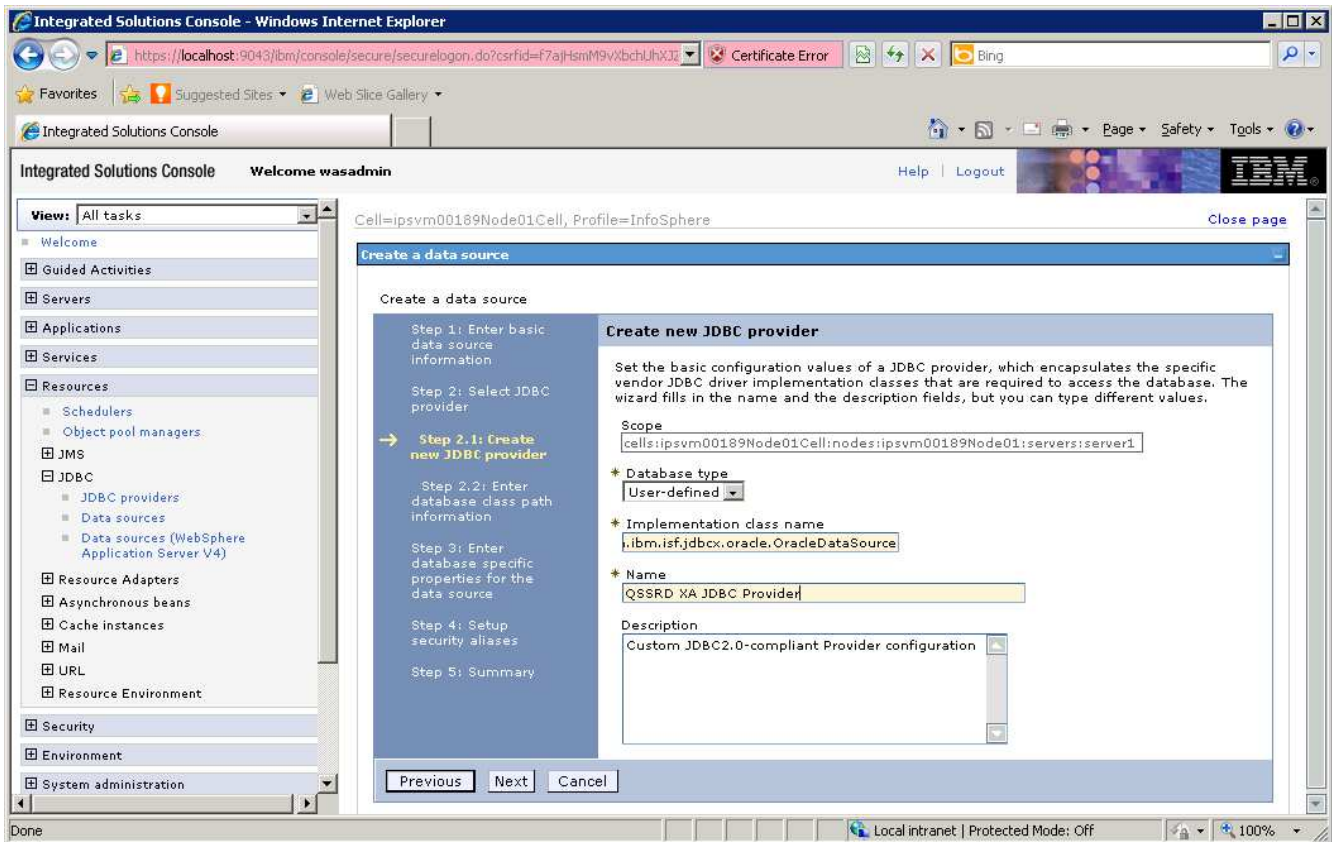 Integrated Solutions Console - Windows Internet Explorer
https://localhost:9043/ibm/console/secure/securelogon.do?csrfid=f7ajHsmM9vXbchUhXJZ
Certificate Error
Bing
Favorites
Suggested Sites
Web Slice Gallery
Integrated Solutions Console
Page
Safety
Tools
Integrated Solutions Console Welcome wasadmin
Help | Logout
IBM
View: All tasks
Welcome
Guided Activities
Servers
Applications
Services
Resources
Schedulers
Object pool managers
JMS
JDBC
JDBC providers
Data sources
Data sources (WebSphere
Application Server V4)
Resource Adapters
Asynchronous beans
Cache instances
Mail
URL
Resource Environment
Security
Environment
System administration
Cell=ipsvm00189Node01Cell, Profile=InfoSphere
Close page
Create a data source
Create a data source
Step 1: Enter basic
data source
information
Step 2: Select JDBC
provider
Step 2.1: Create
new JDBC provider
Step 2.2: Enter
database class path
information
Step 3: Enter
database specific
properties for the
data source
Step 4: Setup
security aliases
Step 5: Summary
Create new JDBC provider
Set the basic configuration values of a JDBC provider, which encapsulates the specific
vendor JDBC driver implementation classes that are required to access the database. The
wizard fills in the name and the description fields, but you can type different values.
Scope
cells:ipsvm00189Node01Cell:nodes:ipsvm00189Node01:servers:server1
* Database type
User-defined
* Implementation class name
.ibm.isf.jdbcx.oracle.OracleDataSource
* Name
QSSRD XA JDBC Provider
Description
Custom JDBC2.0-compliant Provider configuration
Previous Next Cancel
Done
Local intranet | Protected Mode: Off
100%